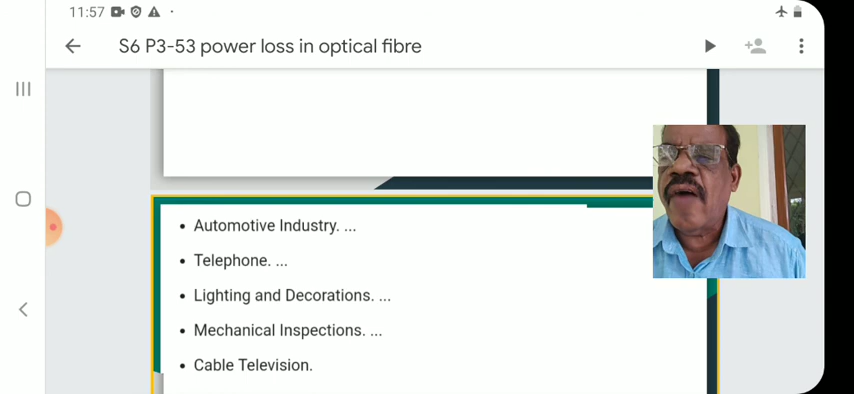 11:57
S6 P3-53 power loss in optical fibre
• Automotive Industry. ...
• Telephone. ...
• Lighting and Decorations. ...
• Mechanical Inspections. ...
• Cable Television.